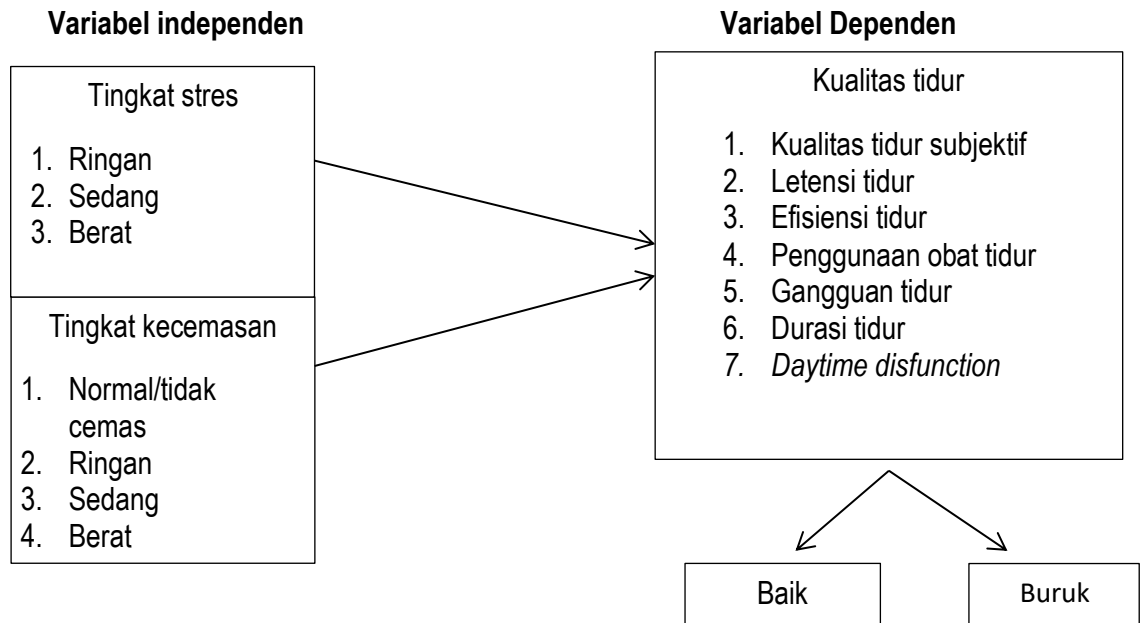 Variabel independen
Tingkat stres
1. Ringan
2. Sedang
3. Berat
Tingkat kecemasan
1. Normal/tidak
cemas
2. Ringan
3. Sedang
4. Berat
Variabel Dependen
Kualitas tidur
1. Kualitas tidur subjektif
2. Letensi tidur
3. Efisiensi tidur
4. Penggunaan obat tidur
5. Gangguan tidur
6. Durasi tidur
7. Daytime disfunction
Baik
Buruk